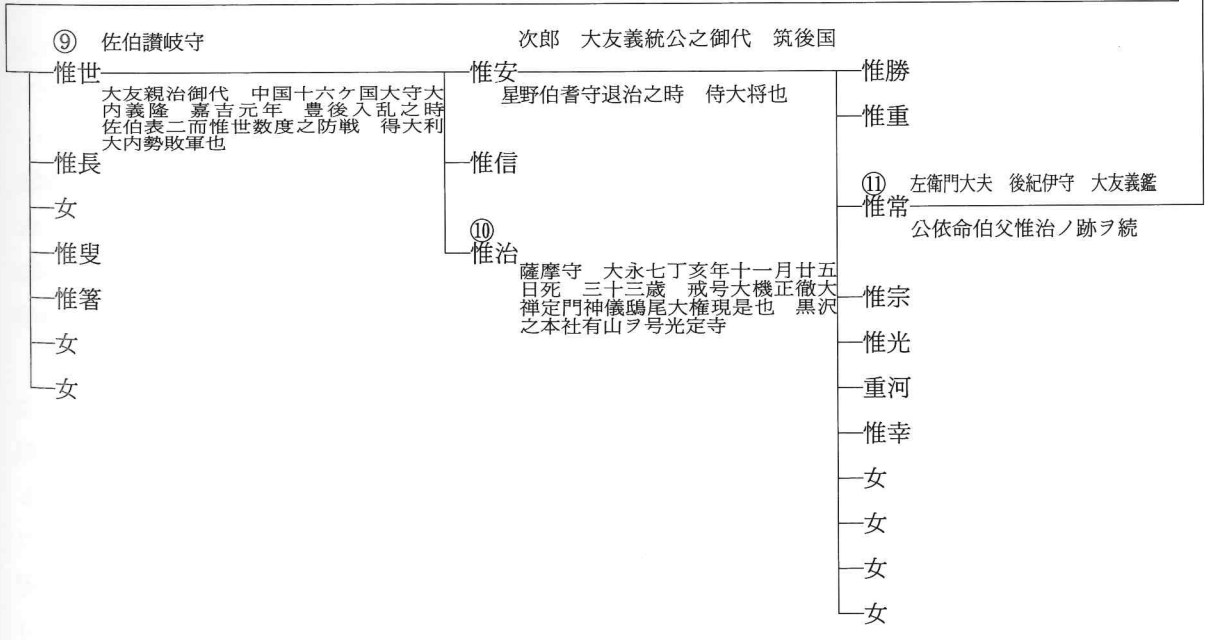 ⑨ 佐伯讃岐守
惟世
大友親治御代 中国十六ケ国大守大
内義隆 嘉吉元年 豊後入乱之時
佐伯表二而惟世数度之防戦 得大利
大内勢敗軍也
惟長
女
惟叟
惟箸
女
女
次郎 大友義統公之御代 筑後国
惟安
星野伯耆守退治之時 侍大将也
惟信
⑩
惟治
薩摩守 大永七丁亥年十一月廿五
日死 三十三歳 戒号大機正徹大
禅定門神儀鴟尾大権現是也 黒沢
之本社有山ヲ号光定寺
惟勝
惟重
⑪ 左衛門大夫 後紀伊守 大友義鑑
惟常
公依命伯父惟治ノ跡ヲ続
惟宗
惟光
重河
惟幸
女
女
女
女